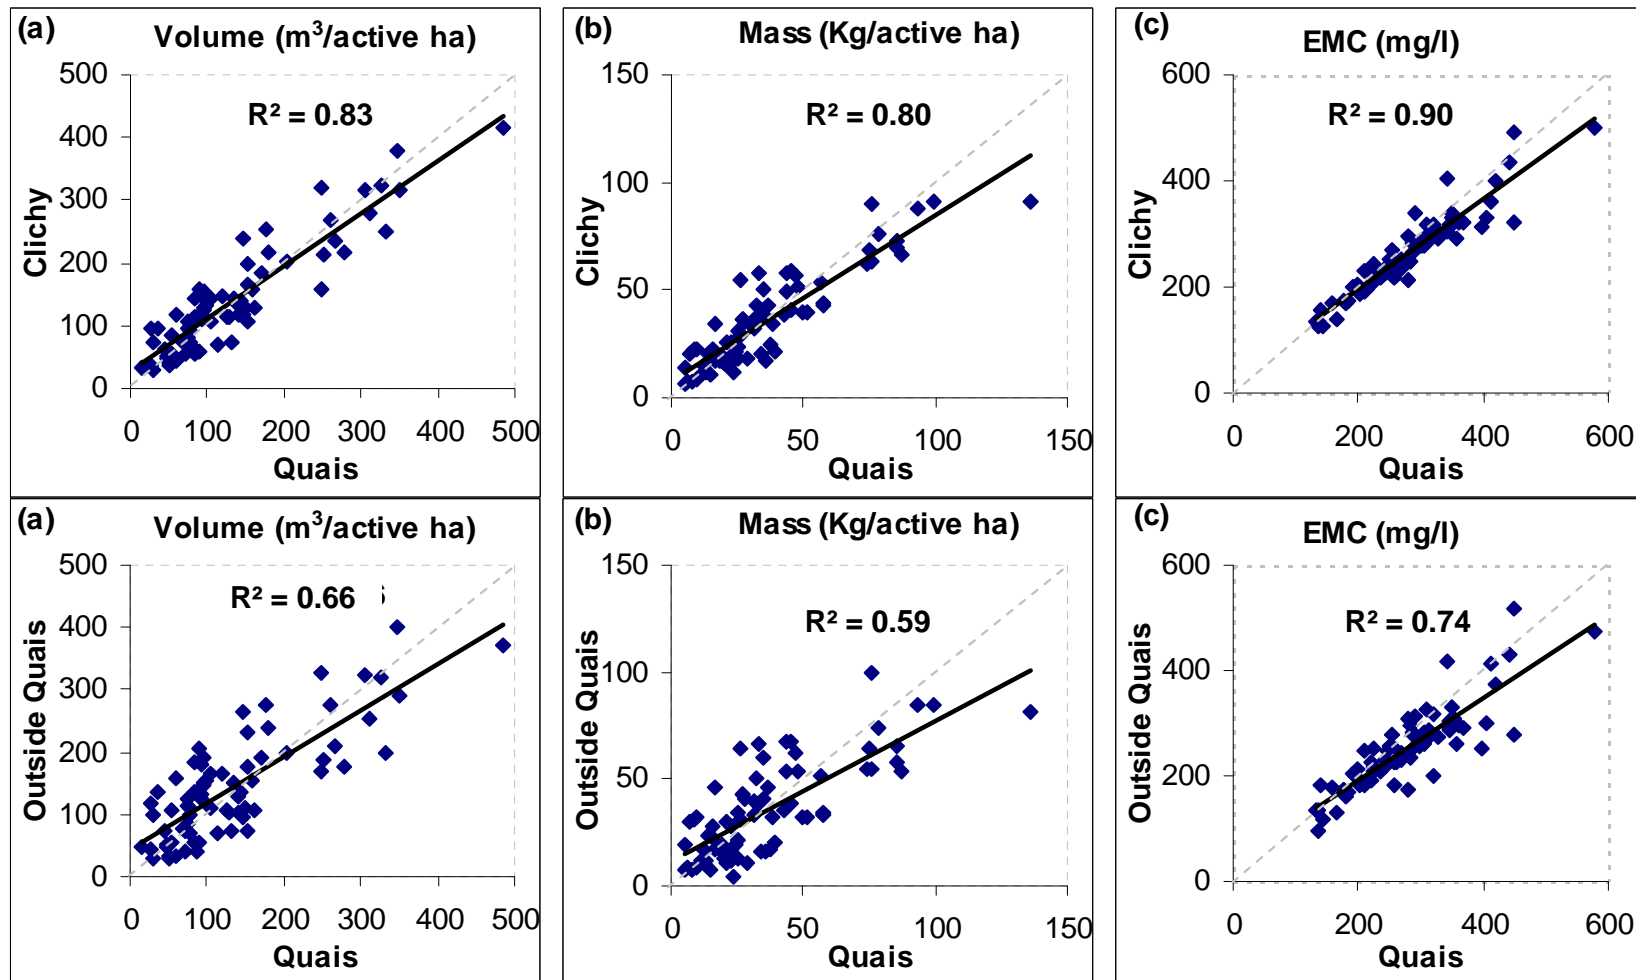 (a) Volume (m³/active ha)
500
400
300
200
100
0
R² = 0.83
Clichy
0 100 200 300 400 500
Quais
(b) Mass (Kg/active ha)
150
100
50
0
R² = 0.80
Clichy
0 50 100 150
Quais
(c) EMC (mg/l)
600
400
200
0
R² = 0.90
Clichy
0 200 400 600
Quais
(a) Volume (m³/active ha)
500
400
300
200
100
0
R² = 0.66
Outside Quais
0 100 200 300 400 500
Quais
(b) Mass (Kg/active ha)
150
100
50
0
R² = 0.59
Outside Quais
0 50 100 150
Quais
(c) EMC (mg/l)
600
400
200
0
R² = 0.74
Outside Quais
0 200 400 600
Quais